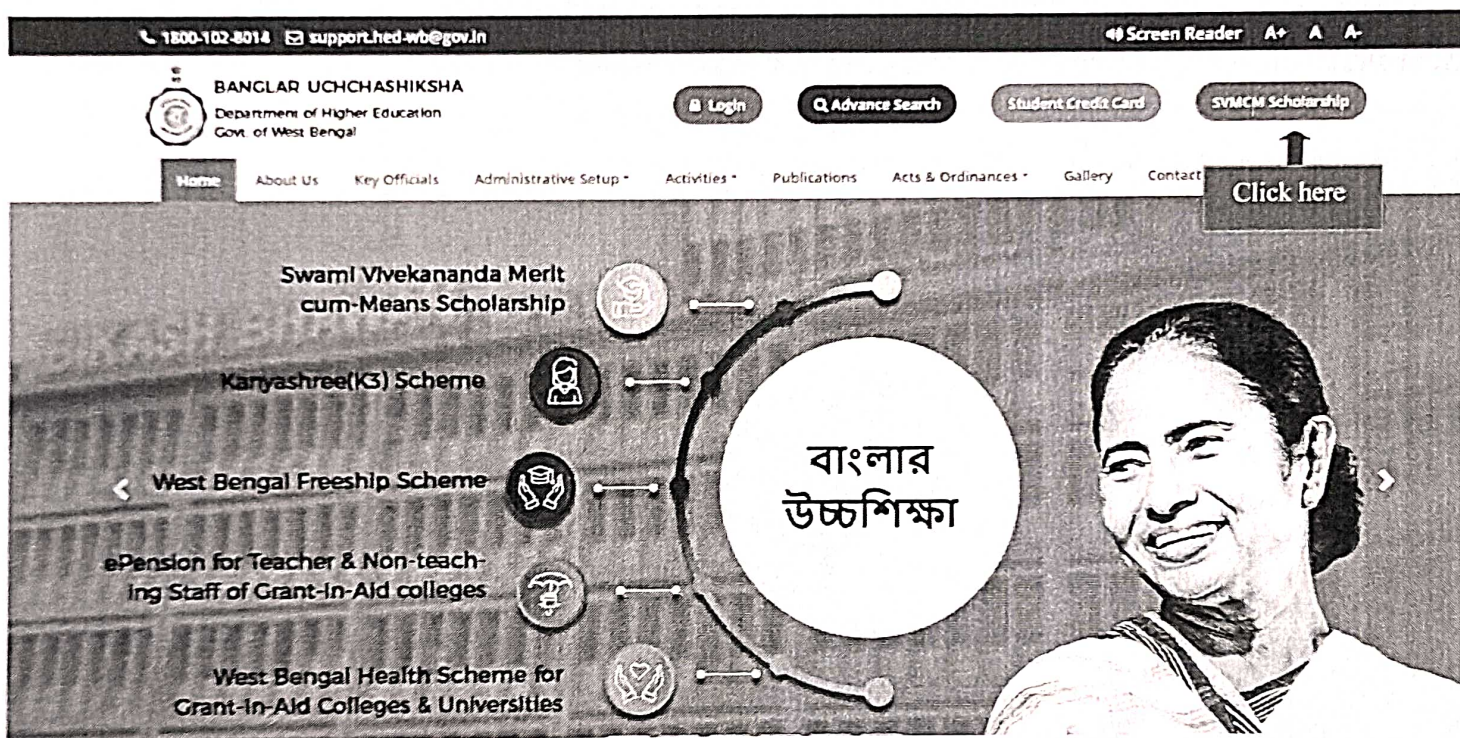 1800-102-8014 support.hed-wb@gov.in Screen Reader A+ A A-
BANGLAR UCHCHASHIKSHA
Department of Higher Education
Govt. of West Bengal
Login Advance Search Student Credit Card SVMCM Scholarship
Home About Us Key Officials Administrative Setup Activities Publications Acts & Ordinances Gallery Contact
Click here
Swami Vivekananda Merit
cum-Means Scholarship
Kanyashree(K3) Scheme
West Bengal Freeship Scheme
ePension for Teacher & Non-teach-
ing Staff of Grant-in-Aid colleges
West Bengal Health Scheme for
Grant-in-Aid Colleges & Universities
বাংলার
উচ্চশিক্ষা